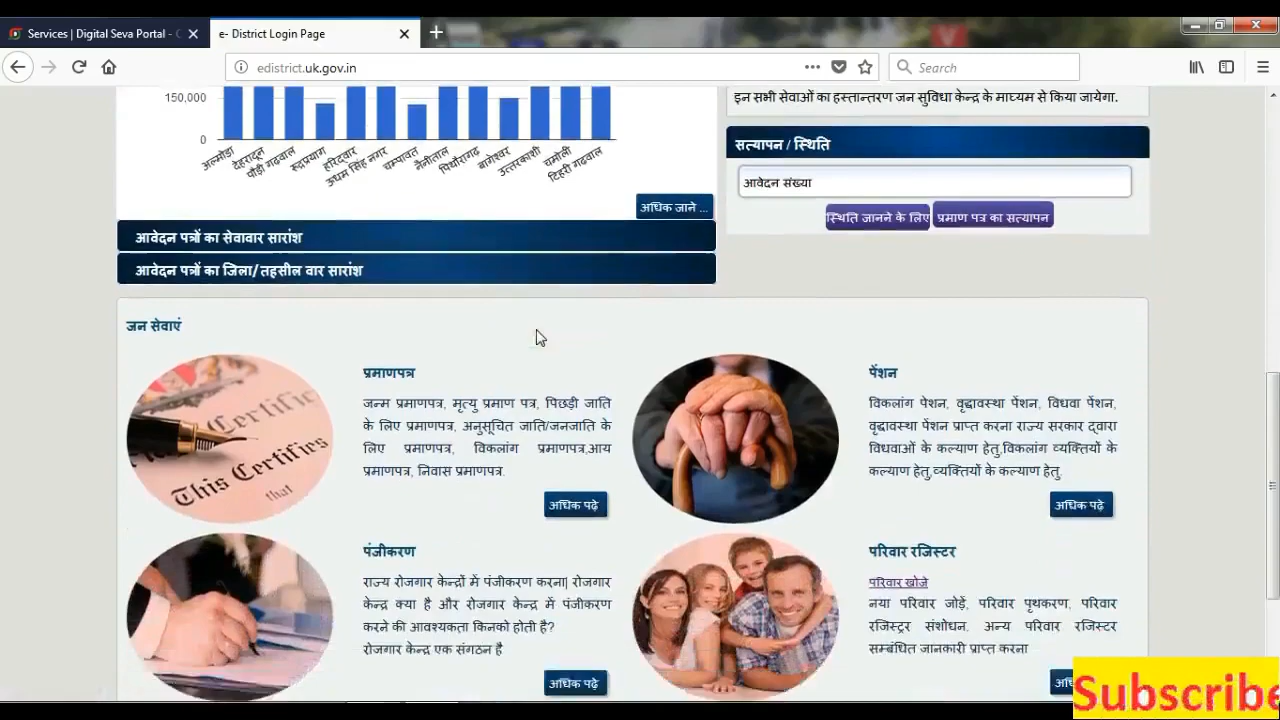 Services | Digital Seva Portal - C
e- District Login Page
edistrict.uk.gov.in
Search
150,000
0
अल्मोड़ा
देहरादून
पौड़ी गढ़वाल
रूद्रप्रयाग
हरिद्वार
ऊधम सिंह नगर
चम्पावत
नैनीताल
पिथौरागढ़
बागेश्वर
उत्तरकाशी
चमोली
टिहरी गढ़वाल
अधिक जाने ...
आवेदन पत्रों का सेवावार सारांश
आवेदन पत्रों का जिला/तहसील वार सारांश
इन सभी सेवाओं का हस्तान्तरण जन सुविधा केन्द्र के माध्यम से किया जायेगा.
सत्यापन / स्थिति
आवेदन संख्या
स्थिति जानने के लिए
प्रमाण पत्र का सत्यापन
जन सेवाएं
प्रमाणपत्र
जन्म प्रमाणपत्र, मृत्यु प्रमाण पत्र, पिछड़ी जाति
के लिए प्रमाणपत्र, अनुसूचित जाति/जनजाति के
लिए प्रमाणपत्र, विकलांग प्रमाणपत्र,आय
प्रमाणपत्र, निवास प्रमाणपत्र.
अधिक पढ़े
पेंशन
विकलांग पेशन, वृद्धावस्था पेंशन, विधवा पेंशन,
वृद्धावस्था पेंशन प्राप्त करना राज्य सरकार द्वारा
विधवाओं के कल्याण हेतु,विकलांग व्यक्तियों के
कल्याण हेतु,व्यक्तियों के कल्याण हेतु.
अधिक पढ़े
This Certifies
that
पंजीकरण
राज्य रोजगार केन्द्रों में पंजीकरण करना| रोजगार
केन्द्र क्या है और रोजगार केन्द्र में पंजीकरण
करने की आवश्यकता किनको होती है?
रोजगार केन्द्र एक संगठन है
अधिक पढ़े
परिवार रजिस्टर
परिवार खोजे
नया परिवार जोड़ें, परिवार पृथकरण, परिवार
रजिस्ट्रर संशोधन, अन्य परिवार रजिस्टर
सम्बंधित जानकारी प्राप्त करना
Subscribe